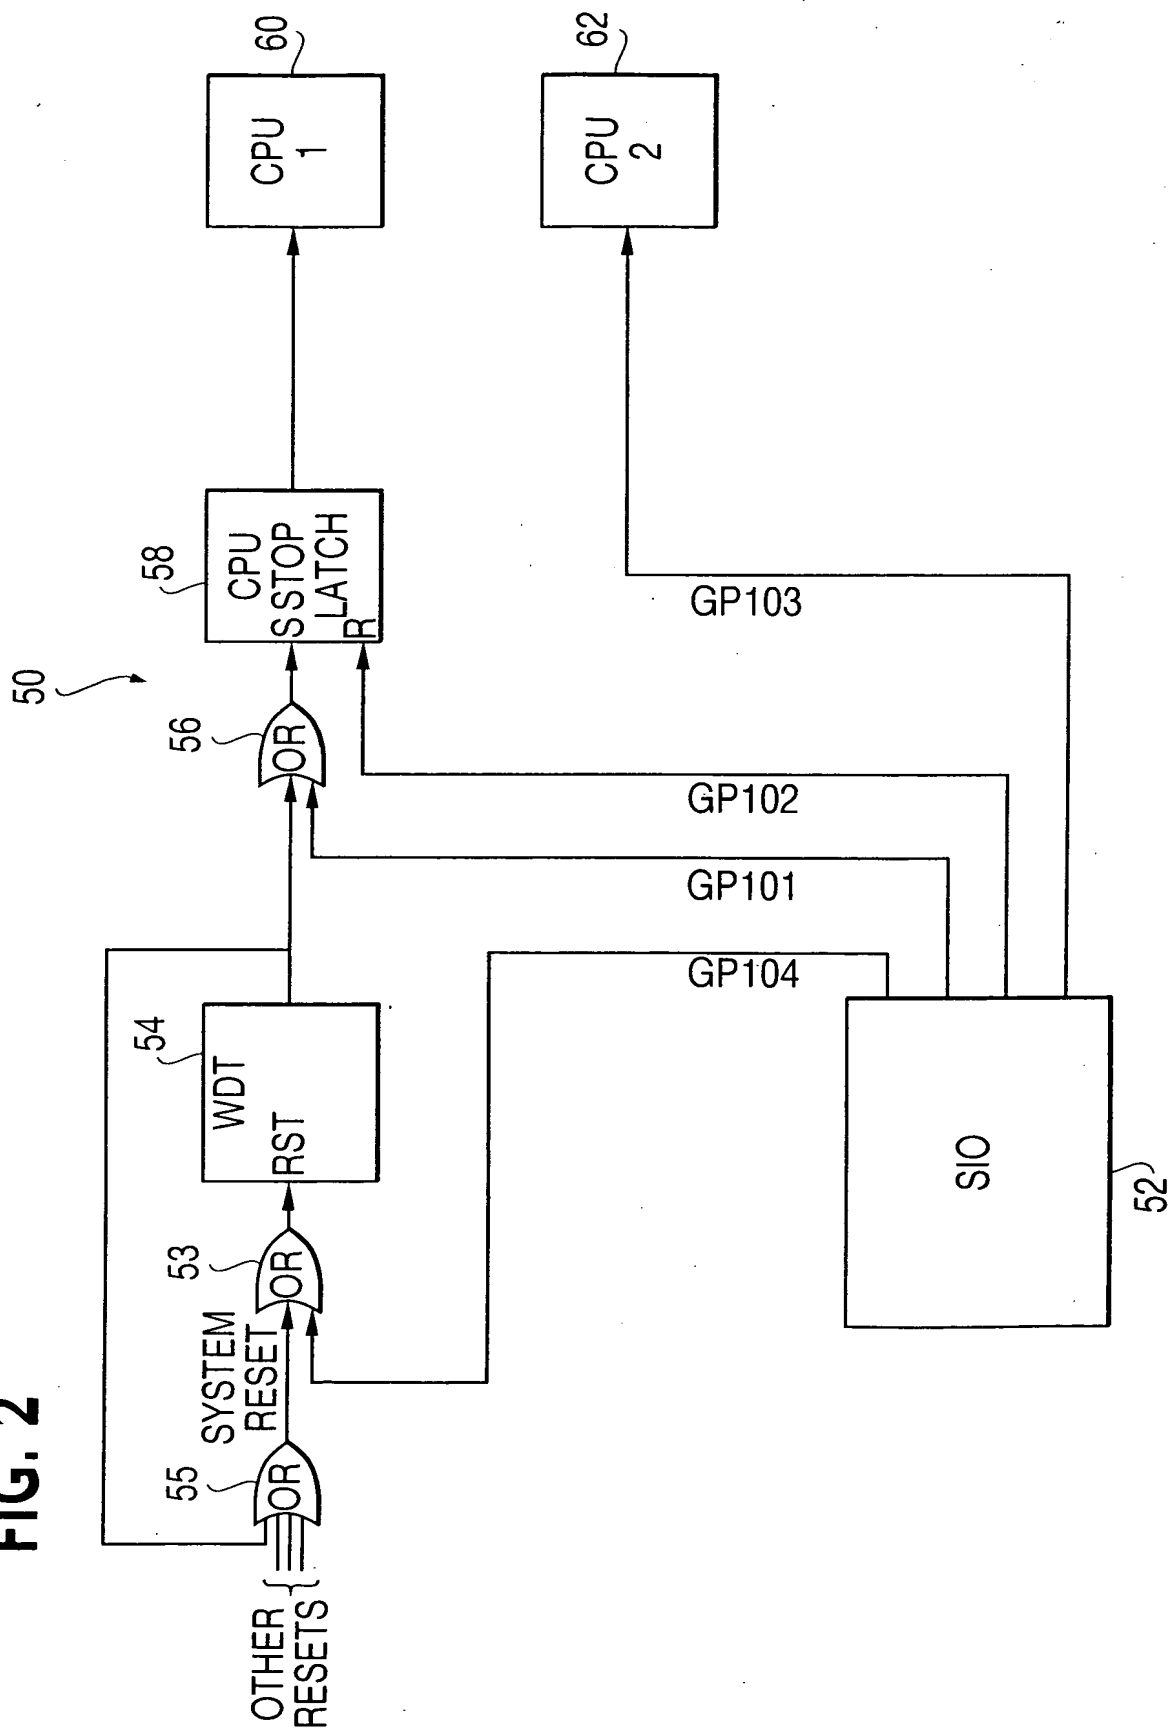 FIG. 2
50
OTHER
RESETS
55
OR
SYSTEM
RESET
53
OR
54
WDT
RST
56
OR
58
CPU
S STOP
LATCH
R
60
CPU
1
62
CPU
2
GP104
GP101
GP102
GP103
SIO
52